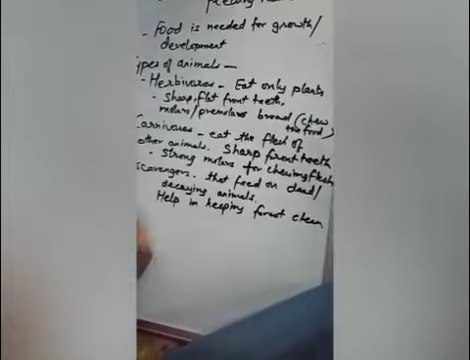 feeding
- Food is needed for growth/
development
ypes of animals -
- Herbivores - Eat only plants
- Sharp, flat front teeth,
molars/premolars broad (chew
the food)
Carnivores - eat the flesh of
other animals. Sharp front teeth
- Strong molars for chewing flesh
Scavengers. that feed on dead/
decaying animals.
Help in keeping forest clean